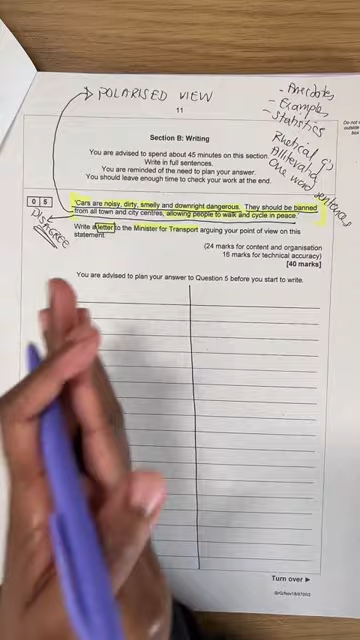 POLARISED VIEW
- Anecdotes
- Examples
- Statistics
11
Do not
outside
box
Rhetical q's
One word sentences
Section B: Writing
You are advised to spend about 45 minutes on this section.
Write in full sentences.
You are reminded of the need to plan your answer.
You should leave enough time to check your work at the end.
0 5
'Cars are noisy, dirty, smelly and downright dangerous. They should be banned
from all town and city centres, allowing people to walk and cycle in peace.'
DISAGREE
Write a letter to the Minister for Transport arguing your point of view on this
statement.
(24 marks for content and organisation
16 marks for technical accuracy)
[40 marks]
You are advised to plan your answer to Question 5 before you start to write.
Turn over ►